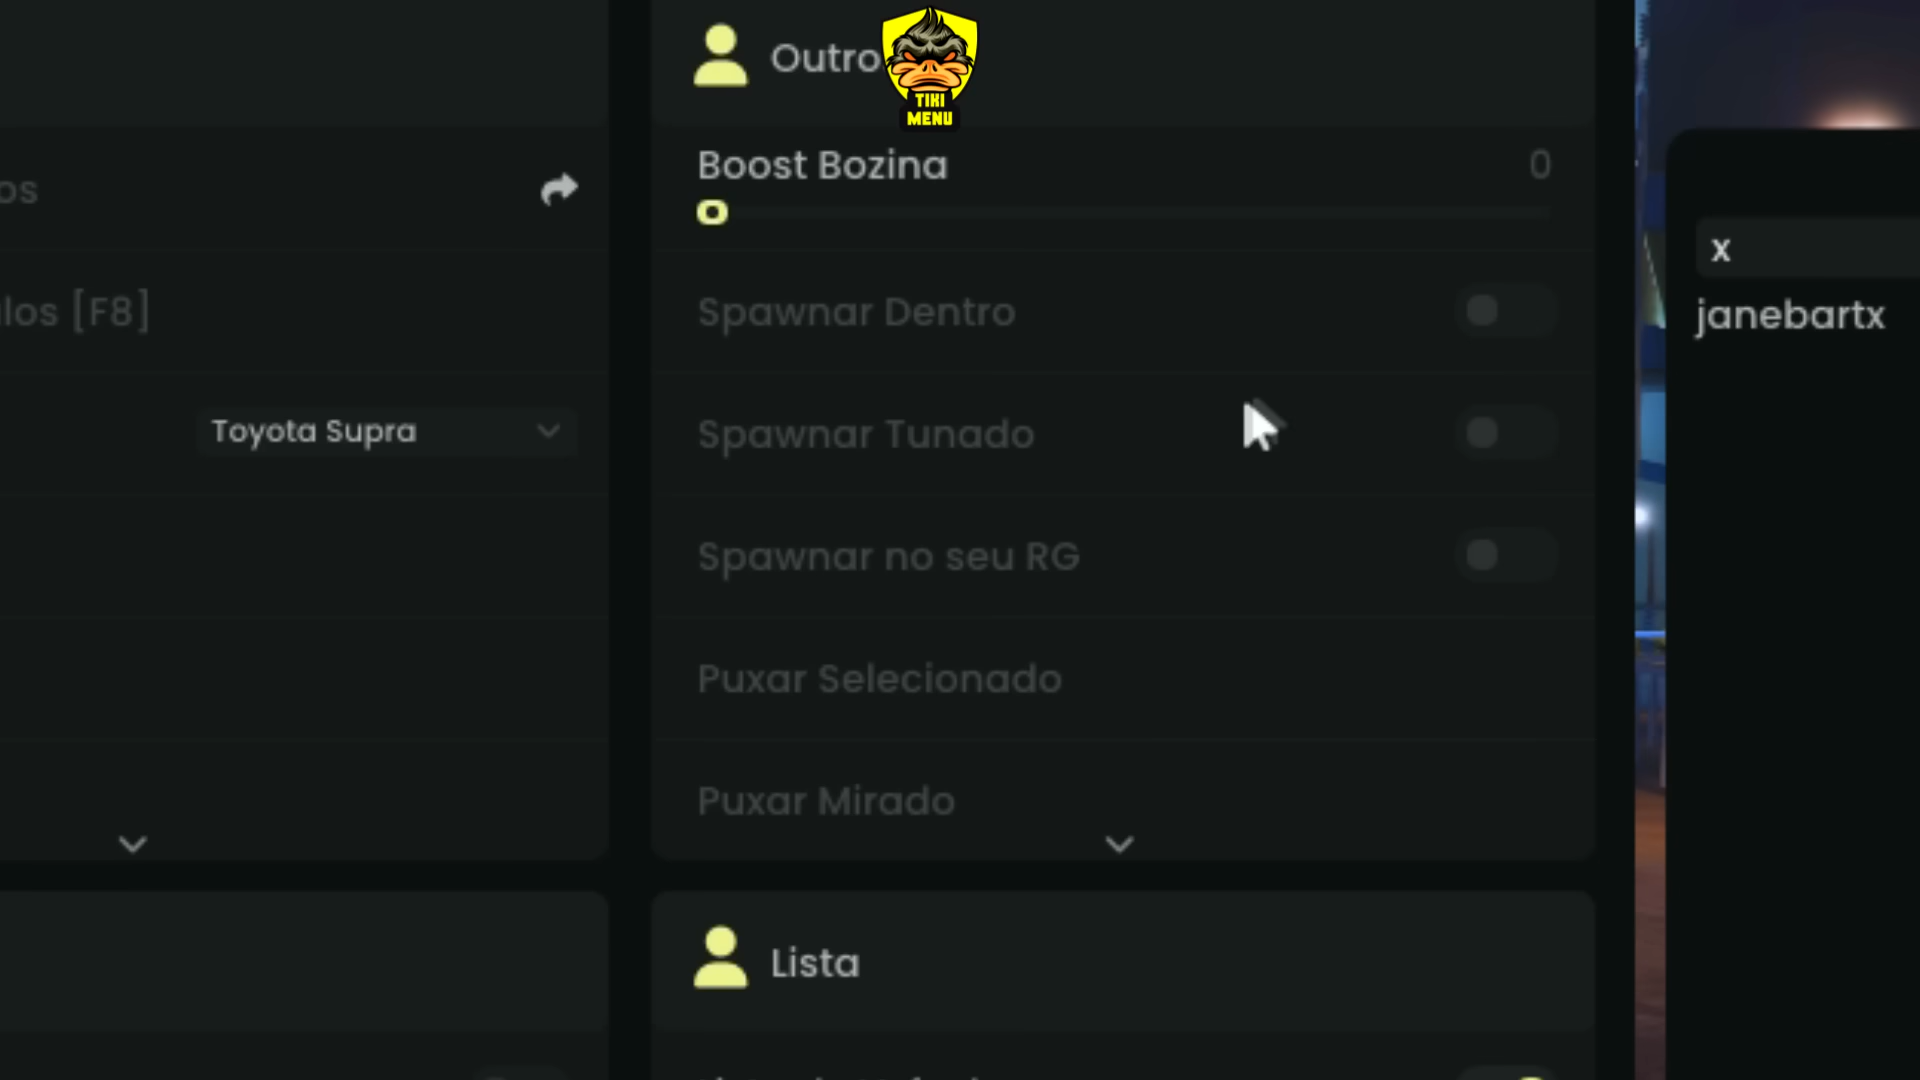 Outro
TIKI
MENU
Boost Bozina
0
os
Spawnar Dentro
los [F8]
Toyota Supra
Spawnar Tunado
Spawnar no seu RG
Puxar Selecionado
Puxar Mirado
Lista
x
janebartx